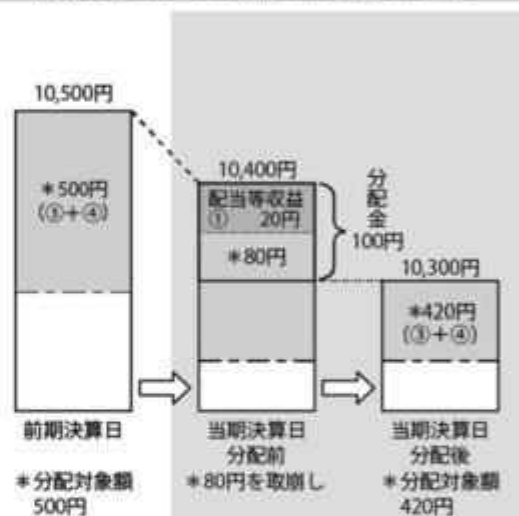 10,500円
*500円
(③+④)
前期決算日
*分配対象額
500円
10,400円
配当等収益
① 20円
*80円
分配金
100円
当期決算日
分配前
*80円を取崩し
10,300円
*420円
(③+④)
当期決算日
分配後
*分配対象額
420円